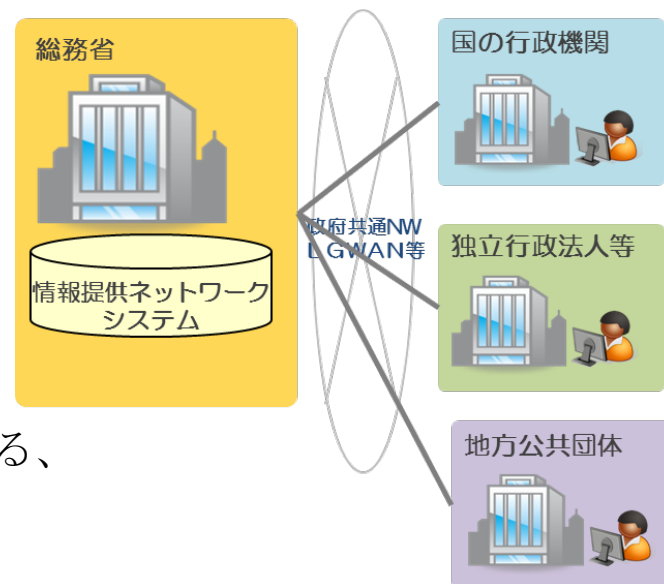 総務省
情報提供ネットワーク
システム
政府共通NW
LGWAN等
国の行政機関
独立行政法人等
地方公共団体
る、